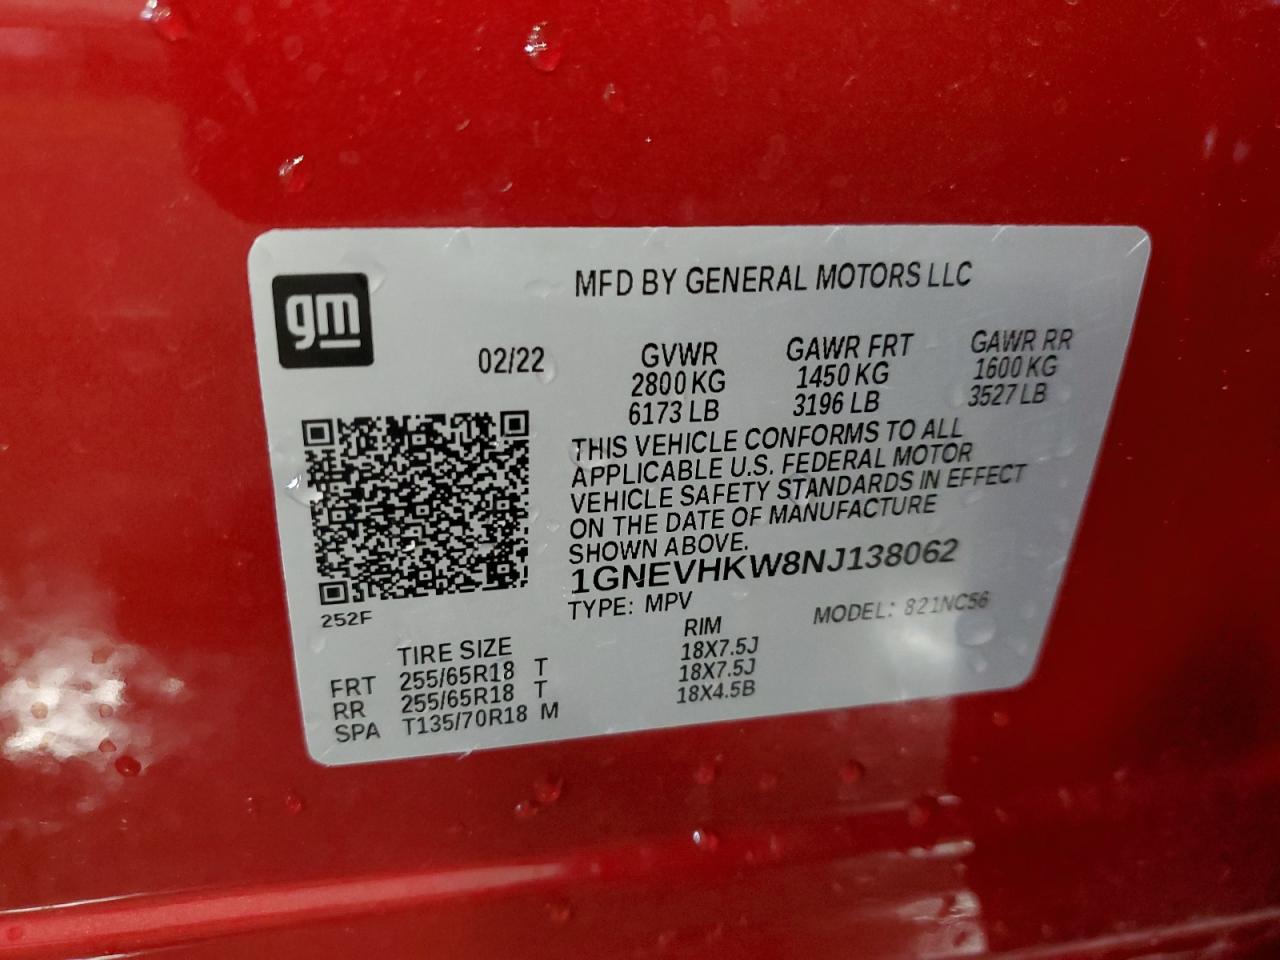 gm
MFD BY GENERAL MOTORS LLC
02/22
GVWR GAWR FRT GAWR RR
2800 KG 1450 KG 1600 KG
6173 LB 3196 LB 3527 LB
THIS VEHICLE CONFORMS TO ALL
APPLICABLE U.S. FEDERAL MOTOR
VEHICLE SAFETY STANDARDS IN EFFECT
ON THE DATE OF MANUFACTURE
SHOWN ABOVE.
1GNEVHKW8NJ138062
TYPE: MPV MODEL: 821NC56
252F
TIRE SIZE RIM
FRT 255/65R18 T 18X7.5J
RR 255/65R18 T 18X7.5J
SPA T135/70R18 M 18X4.5B